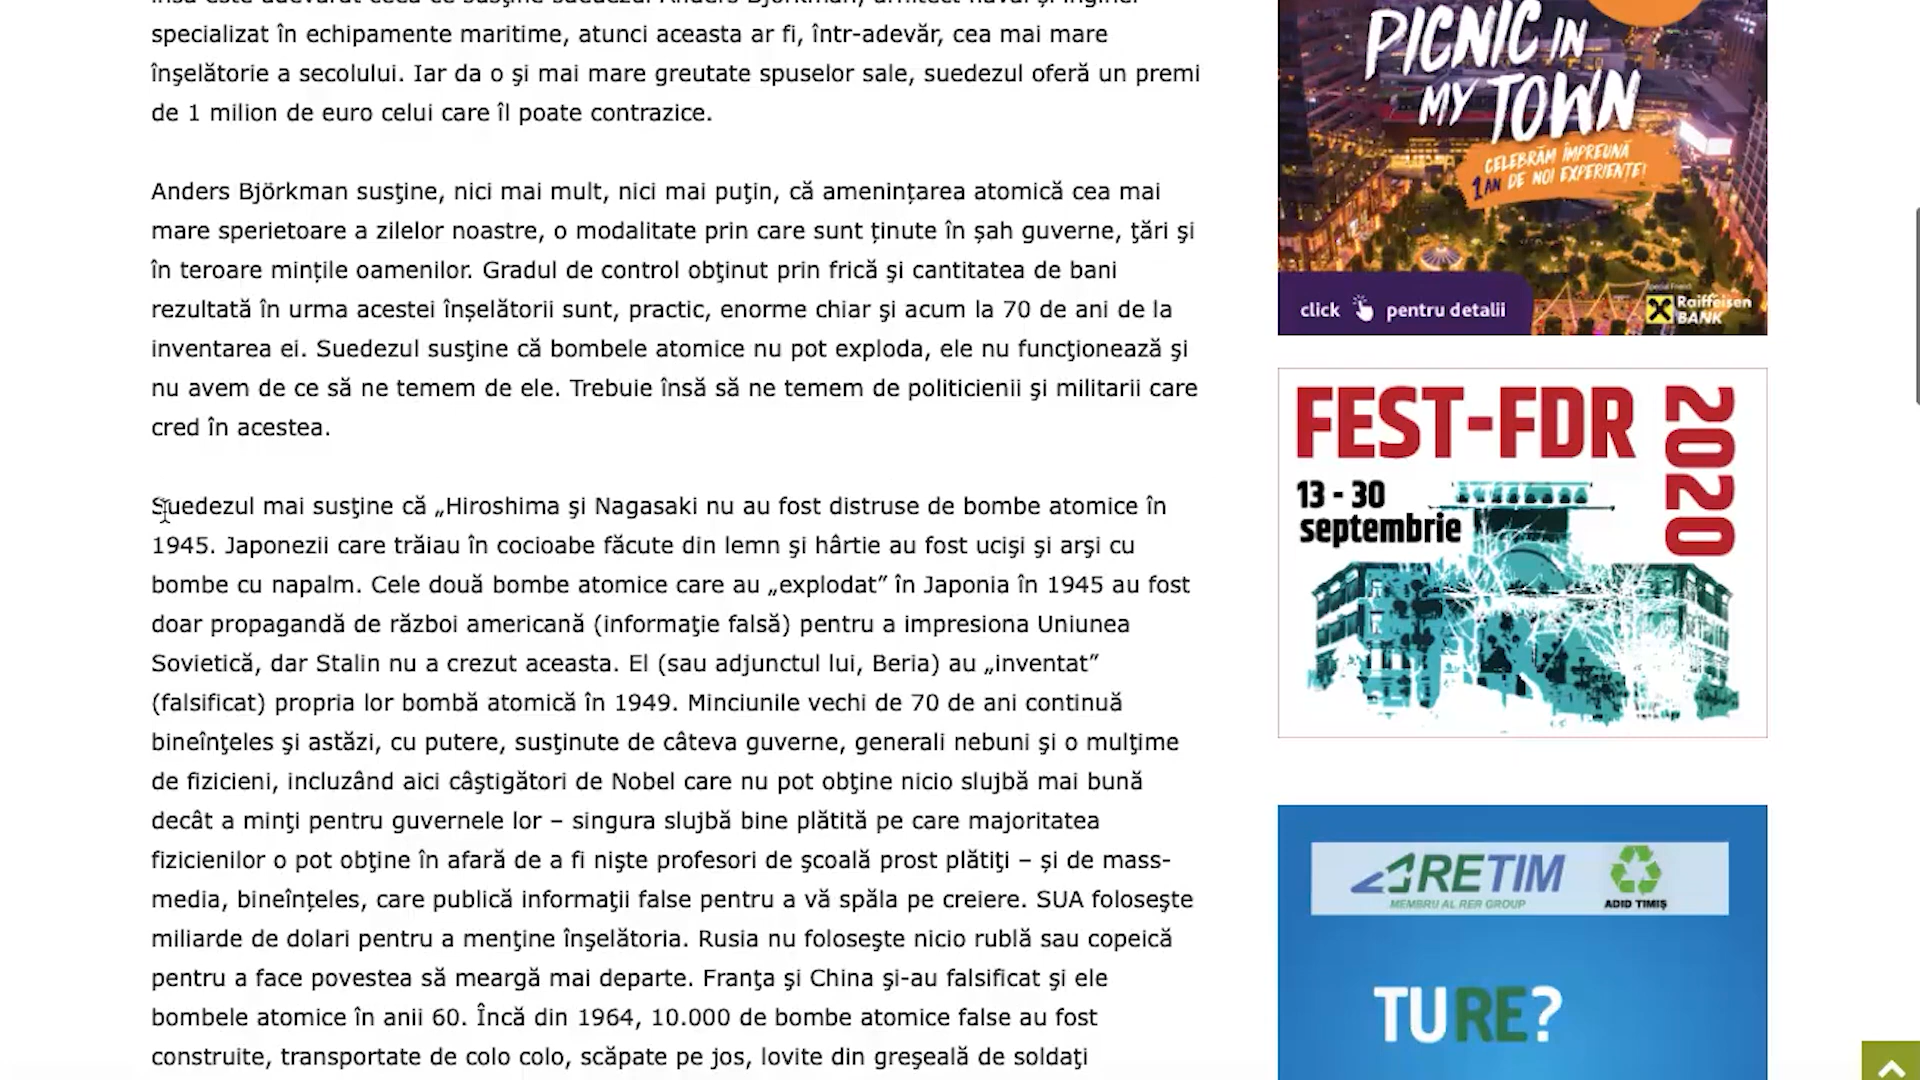 specializat în echipamente maritime, atunci aceasta ar fi, într-adevăr, cea mai mare
înşelătorie a secolului. Iar da o şi mai mare greutate spuselor sale, suedezul oferă un premi
de 1 milion de euro celui care îl poate contrazice.
Anders Björkman susţine, nici mai mult, nici mai puţin, că amenințarea atomică cea mai
mare sperietoare a zilelor noastre, o modalitate prin care sunt ținute în șah guverne, ţări şi
în teroare mințile oamenilor. Gradul de control obţinut prin frică şi cantitatea de bani
rezultată în urma acestei înșelătorii sunt, practic, enorme chiar şi acum la 70 de ani de la
inventarea ei. Suedezul susţine că bombele atomice nu pot exploda, ele nu funcţionează şi
nu avem de ce să ne temem de ele. Trebuie însă să ne temem de politicienii şi militarii care
cred în acestea.
Suedezul mai susţine că „Hiroshima şi Nagasaki nu au fost distruse de bombe atomice în
1945. Japonezii care trăiau în cocioabe făcute din lemn şi hârtie au fost ucişi şi arşi cu
bombe cu napalm. Cele două bombe atomice care au „explodat” în Japonia în 1945 au fost
doar propagandă de război americană (informaţie falsă) pentru a impresiona Uniunea
Sovietică, dar Stalin nu a crezut aceasta. El (sau adjunctul lui, Beria) au „inventat”
(falsificat) propria lor bombă atomică în 1949. Minciunile vechi de 70 de ani continuă
bineînţeles şi astăzi, cu putere, susţinute de câteva guverne, generali nebuni şi o mulţime
de fizicieni, incluzând aici câştigători de Nobel care nu pot obţine nicio slujbă mai bună
decât a minţi pentru guvernele lor – singura slujbă bine plătită pe care majoritatea
fizicienilor o pot obţine în afară de a fi nişte profesori de şcoală prost plătiţi – și de mass-
media, bineînțeles, care publică informaţii false pentru a vă spăla pe creiere. SUA foloseşte
miliarde de dolari pentru a menţine înşelătoria. Rusia nu foloseşte nicio rublă sau copeică
pentru a face povestea să meargă mai departe. Franţa şi China şi-au falsificat şi ele
bombele atomice în anii 60. Încă din 1964, 10.000 de bombe atomice false au fost
construite, transportate de colo colo, scăpate pe jos, lovite din greşeală de soldaţi
PICNIC IN
MY TOWN
CELEBRĂM ÎMPREUNĂ
1 AN DE NOI EXPERIENȚE!
click pentru detalii
Special Friend
Raiffeisen
BANK
FEST-FDR
2020
13 - 30
septembrie
RETIM
MEMBRU AL RER GROUP
ADID TIMIȘ
TU RE?